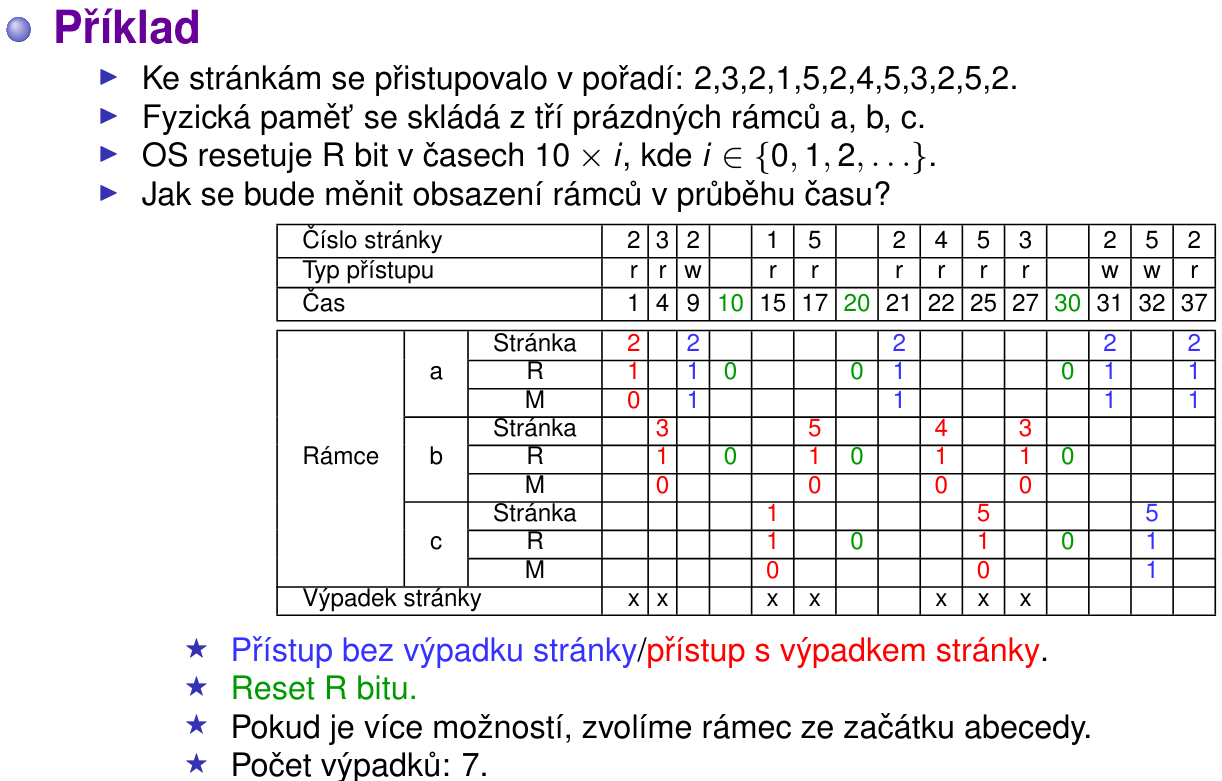 Příklad
Ke stránkám se přistupovalo v pořadí: 2,3,2,1,5,2,4,5,3,2,5,2.
Fyzická paměť se skládá z tří prázdných rámců a, b, c.
OS resetuje R bit v časech 10 × i, kde i ∈ {0, 1, 2, . . .}.
Jak se bude měnit obsazení rámců v průběhu času?
Číslo stránky 2 3 2 1 5 2 4 5 3 2 5 2
Typ přístupu r r w r r r r r r w w r
Čas 1 4 9 10 15 17 20 21 22 25 27 30 31 32 37
Stránka 2 2 2 2 2
a R 1 1 0 0 1 0 1 1
M 0 1 1 1 1
Stránka 3 5 4 3
Rámce b R 1 0 1 0 1 1 0
M 0 0 0 0
Stránka 1 5 5
c R 1 0 1 0 1
M 0 0 1
Výpadek stránky x x x x x x x
Přístup bez výpadku stránky/přístup s výpadkem stránky.
Reset R bitu.
Pokud je více možností, zvolíme rámec ze začátku abecedy.
Počet výpadků: 7.